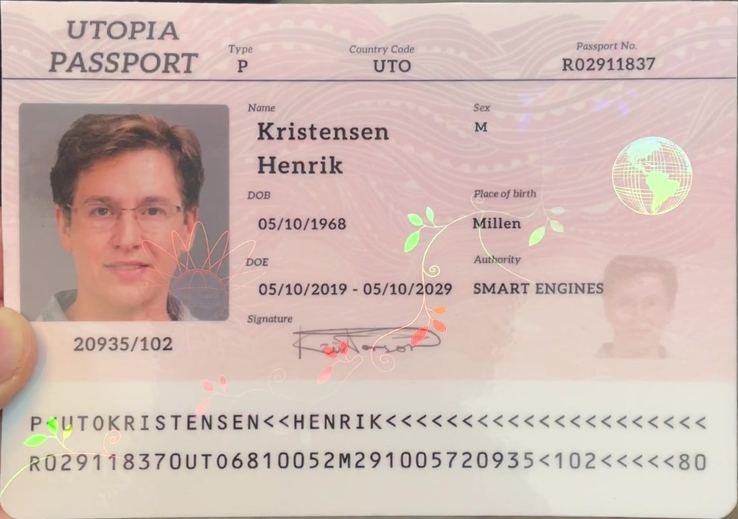 UTOPIA
PASSPORT
Type
P
Country Code
UTO
Passport No.
R02911837
Name
Kristensen
Henrik
Sex
M
DOB
05/10/1968
Place of birth
Millen
DOE
05/10/2019 - 05/10/2029
Authority
SMART ENGINES
Signature
20935/102
P<UTOKRISTENSEN<<HENRIK<<<<<<<<<<<<<<<<<<<<<
R029118370UTO6810052M291005720935<102<<<<<80